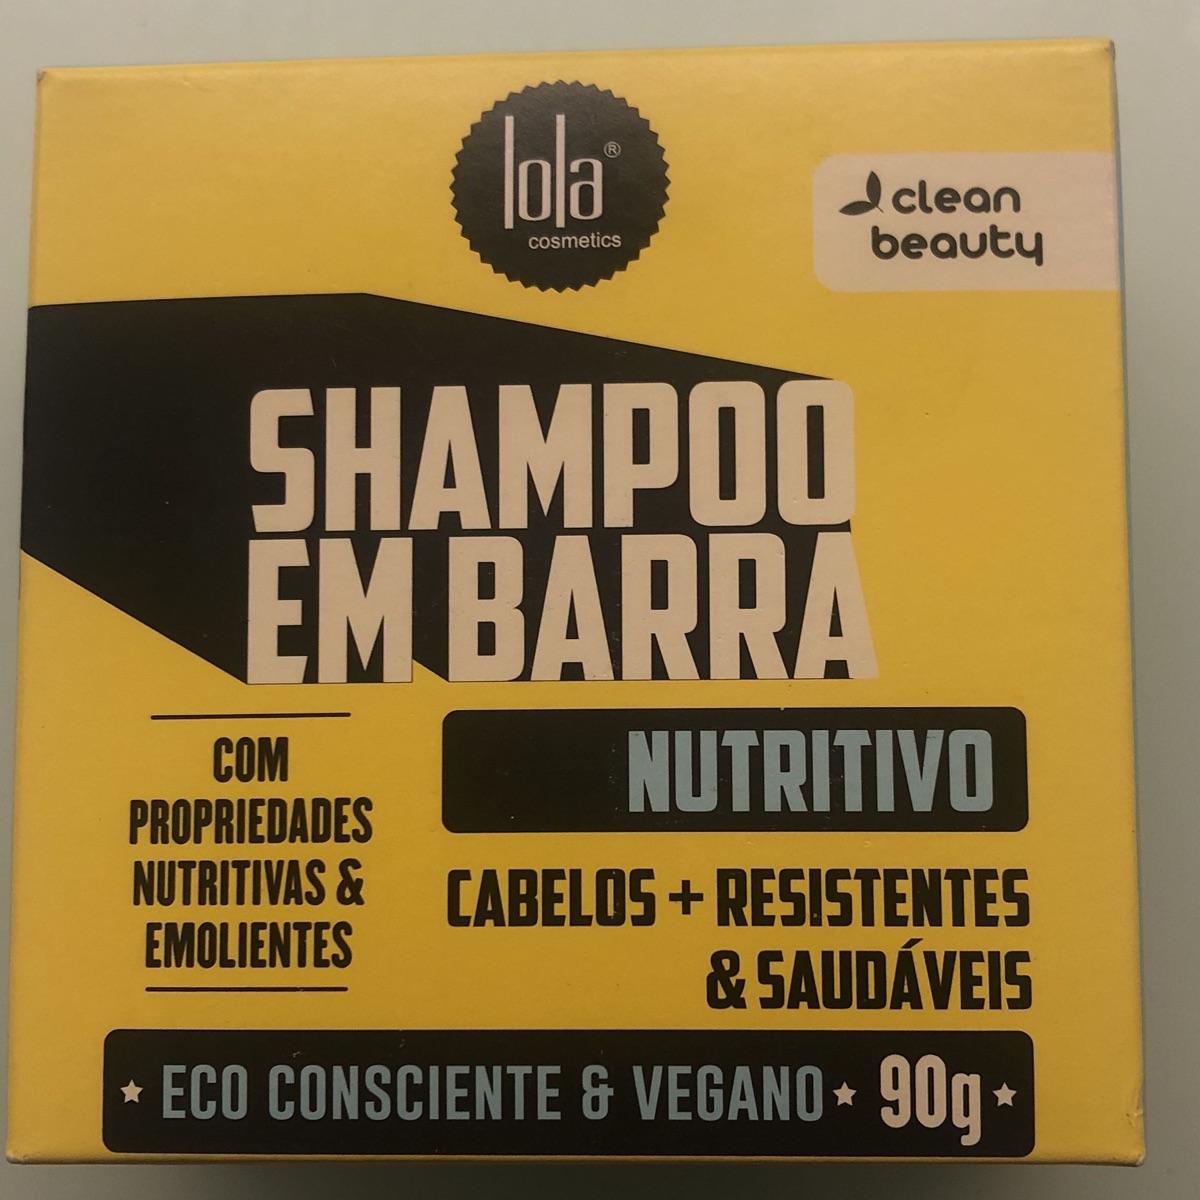 lola®
cosmetics
clean
beauty
SHAMPOO
EM BARRA
COM
PROPRIEDADES
NUTRITIVAS &
EMOLIENTES
NUTRITIVO
CABELOS + RESISTENTES
& SAUDÁVEIS
ECO CONSCIENTE & VEGANO 90g